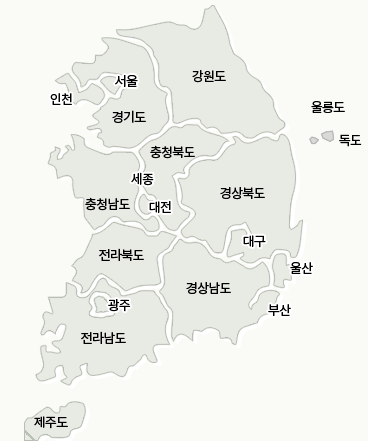 강원도
서울
인천
경기도
울릉도
독도
충청북도
세종
경상북도
충청남도
대전
대구
전라북도
울산
경상남도
광주
부산
전라남도
제주도